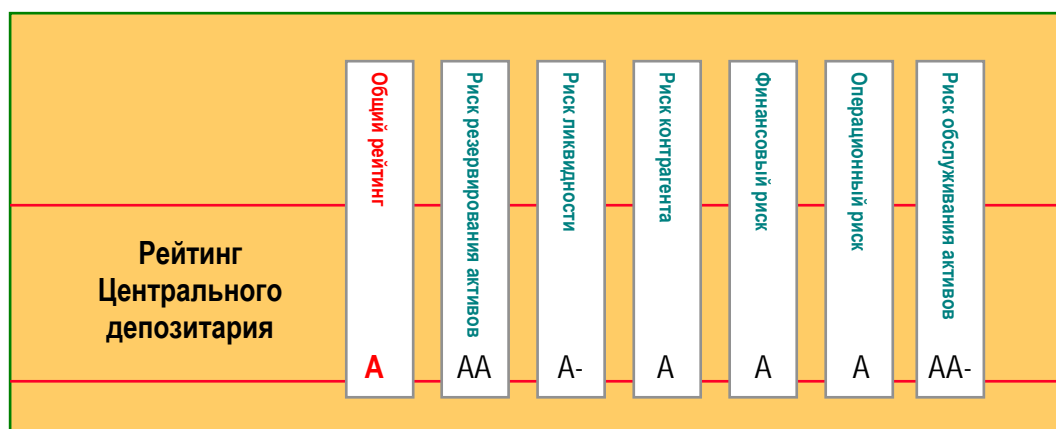 Рейтинг
Центрального
депозитария
Общий рейтинг
A
Риск резервирования активов
AA
Риск ликвидности
A-
Риск контрагента
A
Финансовый риск
A
Операционный риск
A
Риск обслуживания активов
AA-